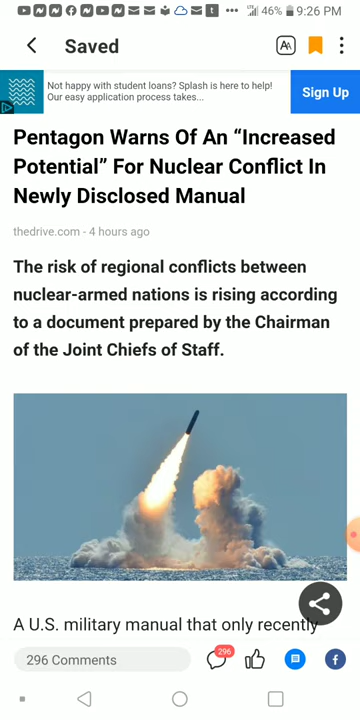 46% 9:26 PM
Saved
Not happy with student loans? Splash is here to help!
Our easy application process takes...
Sign Up
Pentagon Warns Of An “Increased
Potential” For Nuclear Conflict In
Newly Disclosed Manual
thedrive.com - 4 hours ago
The risk of regional conflicts between
nuclear-armed nations is rising according
to a document prepared by the Chairman
of the Joint Chiefs of Staff.
A U.S. military manual that only recently
296 Comments
296